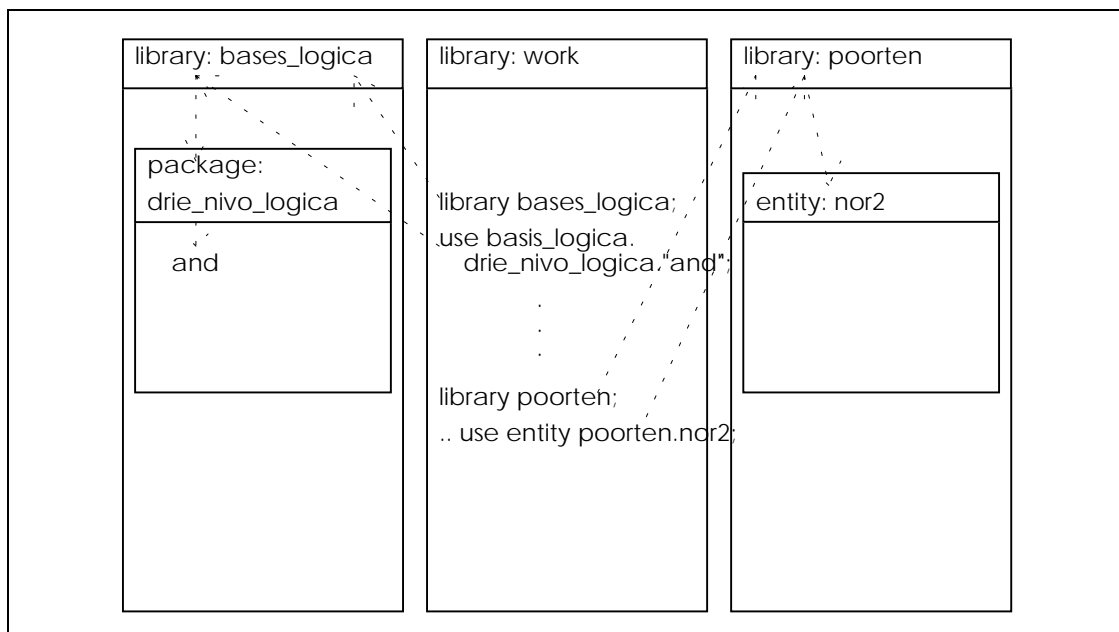 library: bases_logica
package:
drie_nivo_logica
and
library: work
library bases_logica;
use basis_logica.
drie_nivo_logica."and";
.
.
.
library poorten;
.. use entity poorten.nor2;
library: poorten
entity: nor2